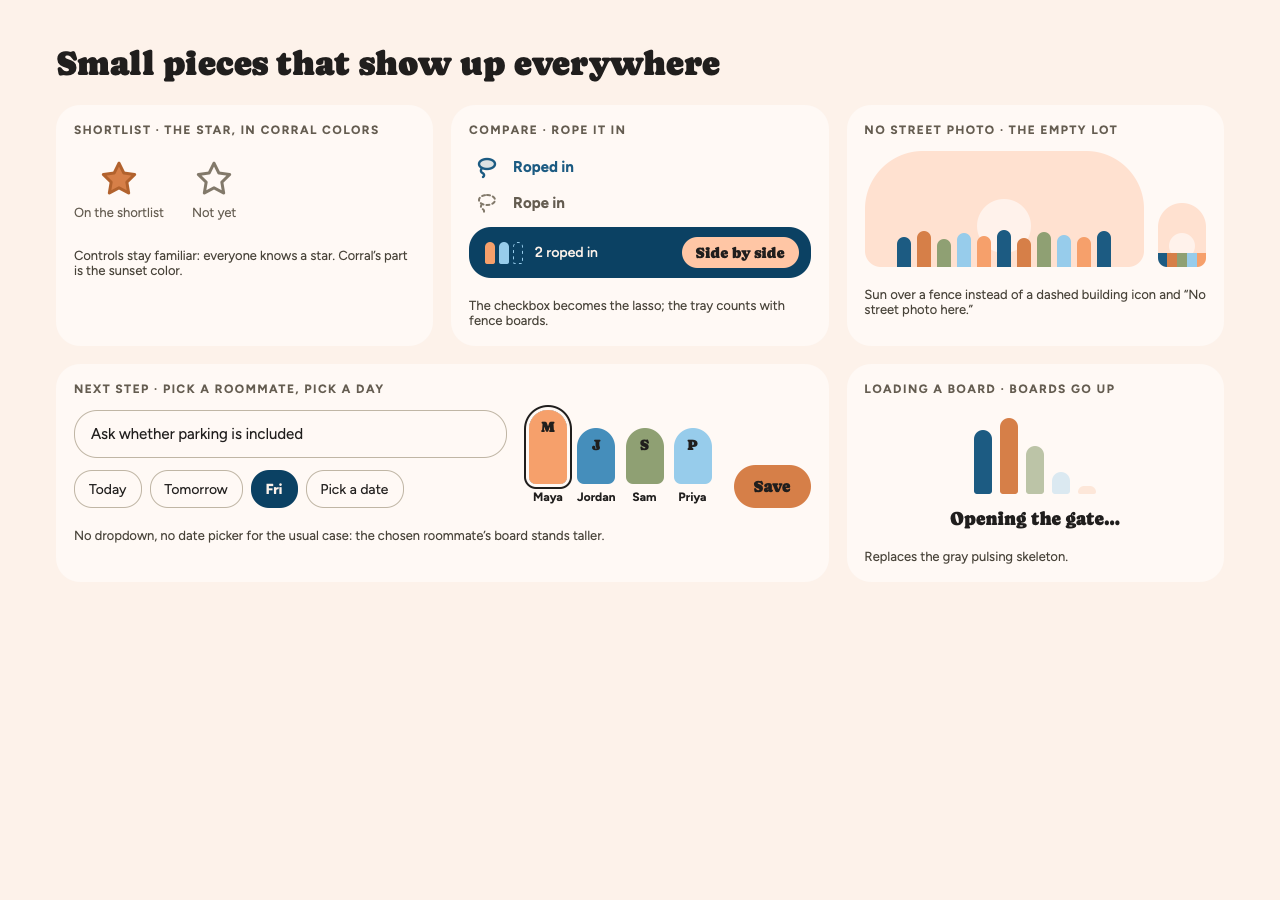 Small pieces that show up everywhere
SHORTLIST · THE STAR, IN CORRAL COLORS
On the shortlist
Not yet
Controls stay familiar: everyone knows a star. Corral's part
is the sunset color.
COMPARE · ROPE IT IN
Roped in
Rope in
2 roped in
Side by side
The checkbox becomes the lasso; the tray counts with
fence boards.
NO STREET PHOTO · THE EMPTY LOT
Sun over a fence instead of a dashed building icon and “No
street photo here.”
NEXT STEP · PICK A ROOMMATE, PICK A DAY
Ask whether parking is included
Today
Tomorrow
Fri
Pick a date
M
J
S
P
Maya
Jordan
Sam
Priya
Save
No dropdown, no date picker for the usual case: the chosen roommate's board stands taller.
LOADING A BOARD · BOARDS GO UP
Opening the gate…
Replaces the gray pulsing skeleton.